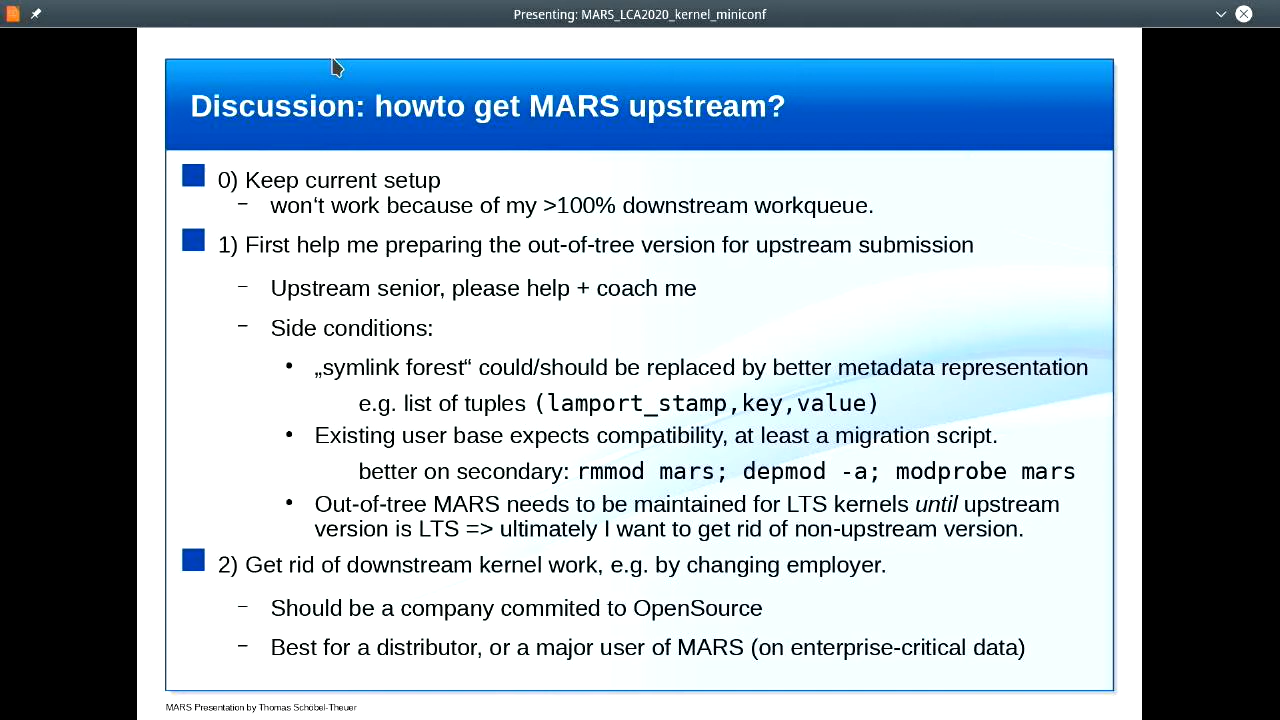 Presenting: MARS_LCA2020_kernel_miniconf
Discussion: howto get MARS upstream?
0) Keep current setup
– won‘t work because of my >100% downstream workqueue.
1) First help me preparing the out-of-tree version for upstream submission
– Upstream senior, please help + coach me
– Side conditions:
• „symlink forest“ could/should be replaced by better metadata representation
e.g. list of tuples (lamport_stamp,key,value)
• Existing user base expects compatibility, at least a migration script.
better on secondary: rmmod mars; depmod -a; modprobe mars
• Out-of-tree MARS needs to be maintained for LTS kernels until upstream
version is LTS => ultimately I want to get rid of non-upstream version.
2) Get rid of downstream kernel work, e.g. by changing employer.
– Should be a company commited to OpenSource
– Best for a distributor, or a major user of MARS (on enterprise-critical data)
MARS Presentation by Thomas Schöbel-Theuer